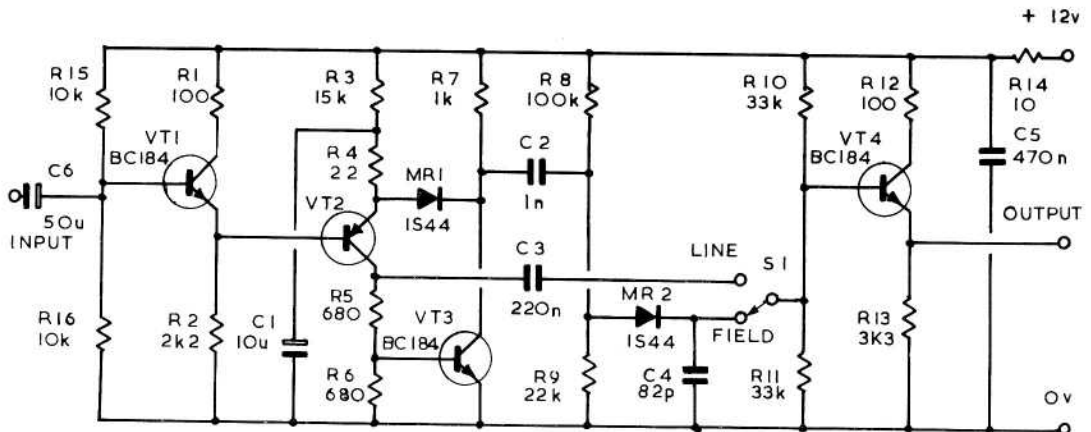 + 12v
R15
10k
R1
100
R3
15k
R7
1k
R8
100k
R10
33k
R12
100
R14
10
VT1
BC184
C6
50u
INPUT
R4
22
MR1
1S44
C2
1n
VT4
BC184
C5
470n
VT2
OUTPUT
C3
220n
LINE
S1
R16
10k
R2
2k2
C1
10u
R5
680
VT3
BC184
MR2
1S44
FIELD
R13
3K3
R6
680
R9
22k
C4
82p
R11
33k
0v